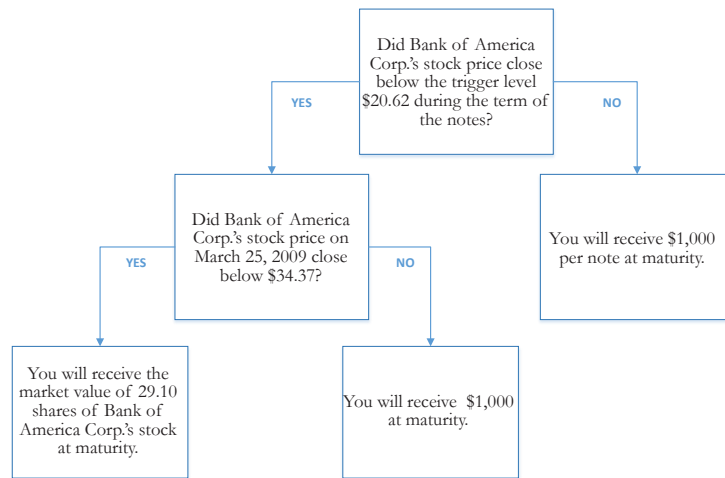 Did Bank of America
Corp.'s stock price close
below the trigger level
$20.62 during the term of
the notes?
YES
NO
Did Bank of America
Corp.'s stock price on
March 25, 2009 close
below $34.37?
You will receive $1,000
per note at maturity.
YES
NO
You will receive the
market value of 29.10
shares of Bank of
America Corp.'s stock
at maturity.
You will receive $1,000
at maturity.